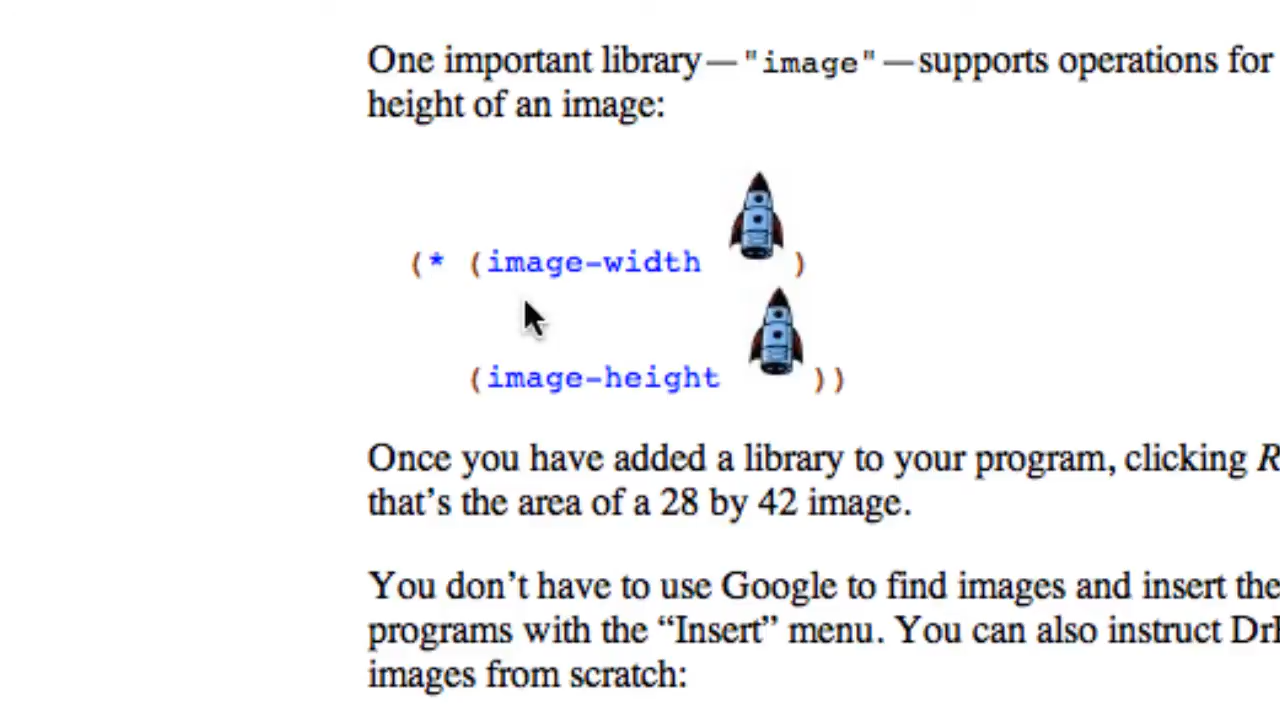 One important library—"image"—supports operations for
height of an image:
(* (image-width )
(image-height ))
Once you have added a library to your program, clicking R
that’s the area of a 28 by 42 image.
You don’t have to use Google to find images and insert the
programs with the “Insert” menu. You can also instruct Dr
images from scratch: